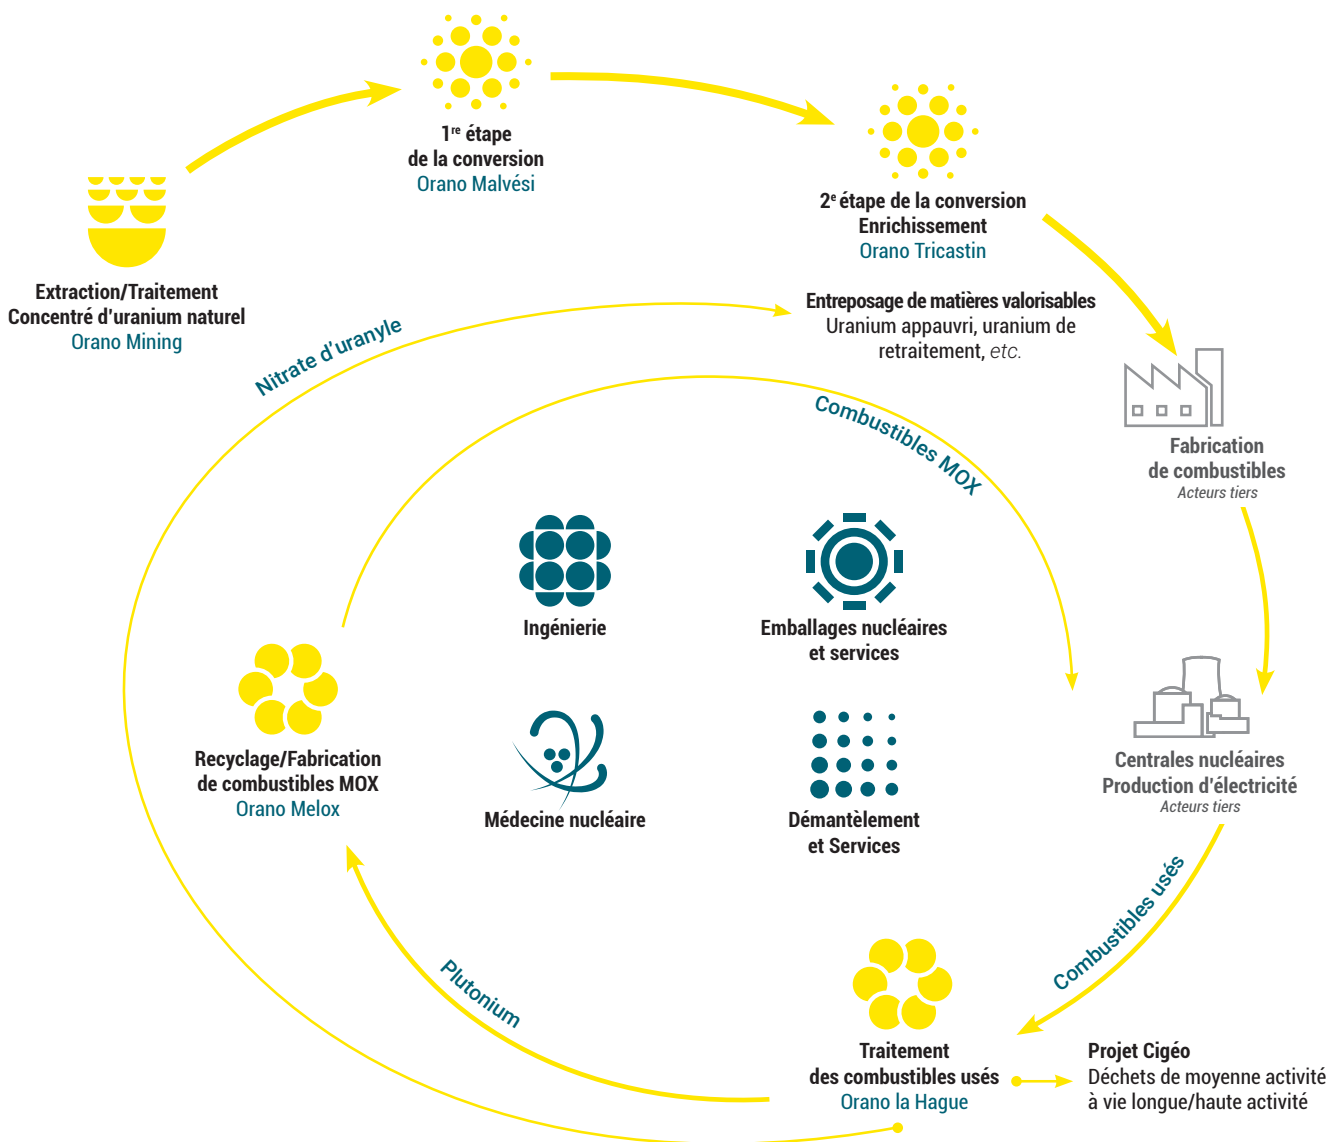 1re étape
de la conversion
Orano Malvési
2e étape de la conversion
Enrichissement
Orano Tricastin
Extraction/Traitement
Concentré d'uranium naturel
Orano Mining
Entreposage de matières valorisables
Uranium appauvri, uranium de
retraitement, etc.
Nitrate d'uranyle
Combustibles MOX
Fabrication
de combustibles
Acteurs tiers
Ingénierie
Emballages nucléaires
et services
Recyclage/Fabrication
de combustibles MOX
Orano Melox
Centrales nucléaires
Production d'électricité
Acteurs tiers
Médecine nucléaire
Démantèlement
et Services
Combustibles usés
Plutonium
Traitement
des combustibles usés
Orano la Hague
Projet Cigéo
Déchets de moyenne activité
à vie longue/haute activité